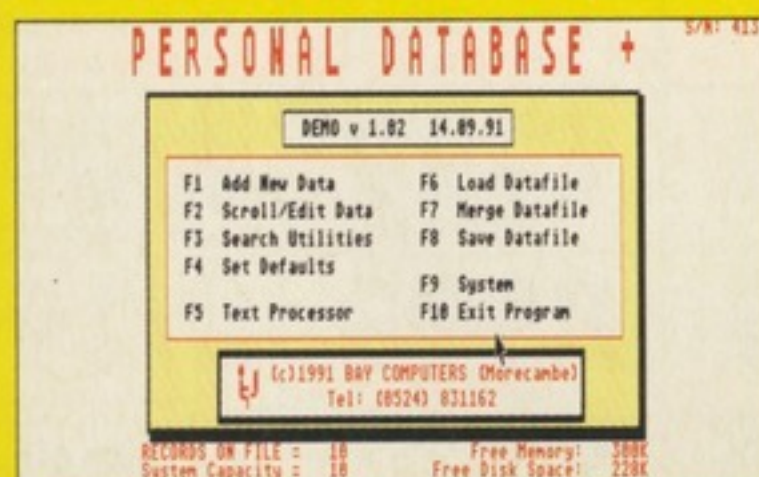 S/N: 413
PERSONAL DATABASE +
DEMO v 1.02 14.09.91
F1 Add New Data
F2 Scroll/Edit Data
F3 Search Utilities
F4 Set Defaults
F5 Text Processor
F6 Load Datafile
F7 Merge Datafile
F8 Save Datafile
F9 System
F10 Exit Program
(c)1991 BAY COMPUTERS (Morecambe)
Tel: (0524) 831162
RECORDS ON FILE = 10
System Capacity = 10
Free Memory: 300K
Free Disk Space: 228K